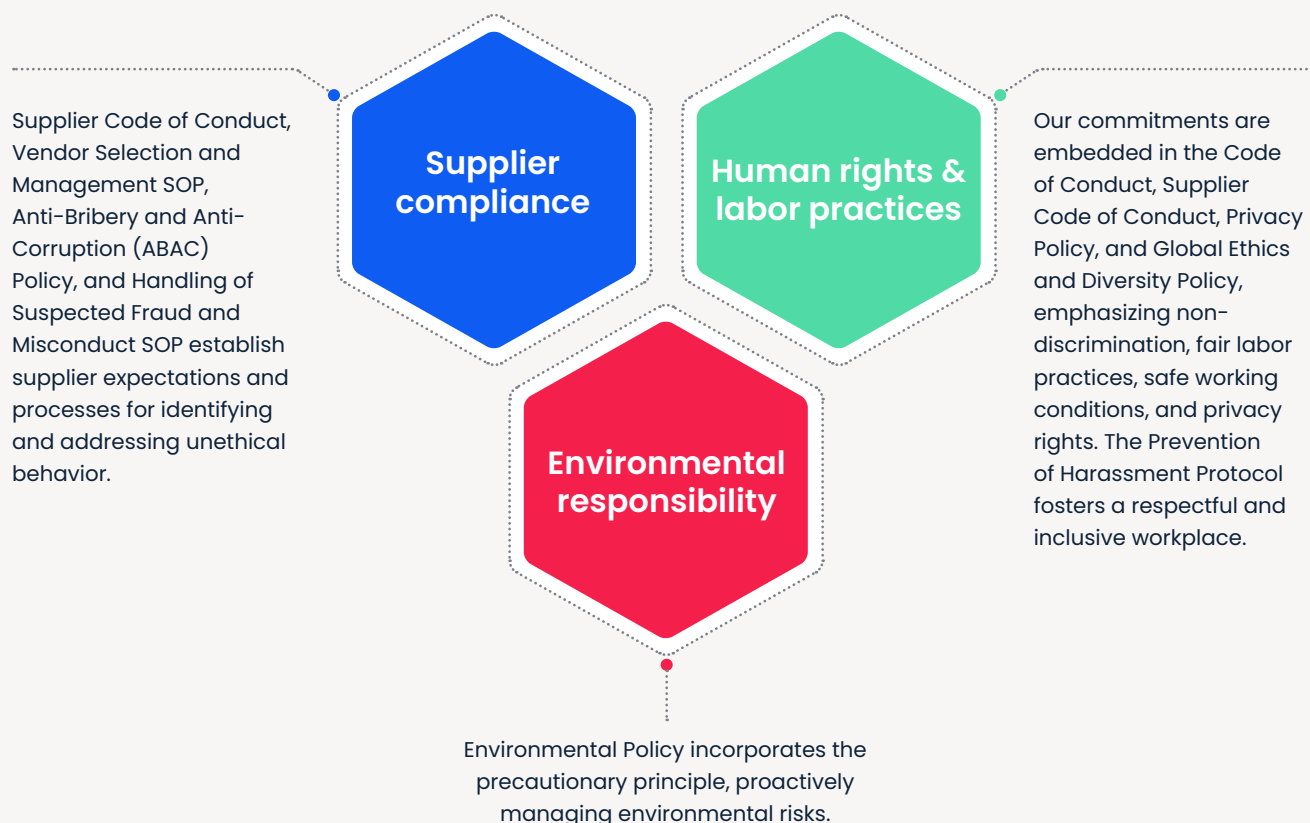 Supplier
compliance
Supplier Code of Conduct,
Vendor Selection and
Management SOP,
Anti-Bribery and Anti-
Corruption (ABAC)
Policy, and Handling of
Suspected Fraud and
Misconduct SOP establish
supplier expectations and
processes for identifying
and addressing unethical
behavior.
Human rights &
labor practices
Our commitments are
embedded in the Code
of Conduct, Supplier
Code of Conduct, Privacy
Policy, and Global Ethics
and Diversity Policy,
emphasizing non-
discrimination, fair labor
practices, safe working
conditions, and privacy
rights. The Prevention
of Harassment Protocol
fosters a respectful and
inclusive workplace.
Environmental
responsibility
Environmental Policy incorporates the
precautionary principle, proactively
managing environmental risks.